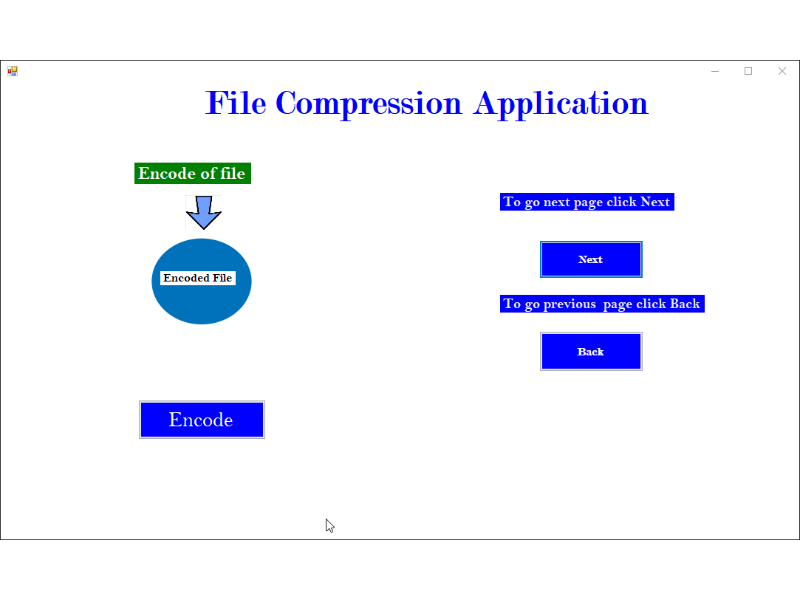 File Compression Application
Encode of file
To go next page click Next
Next
Encoded File
To go previous  page click Back
Back
Encode